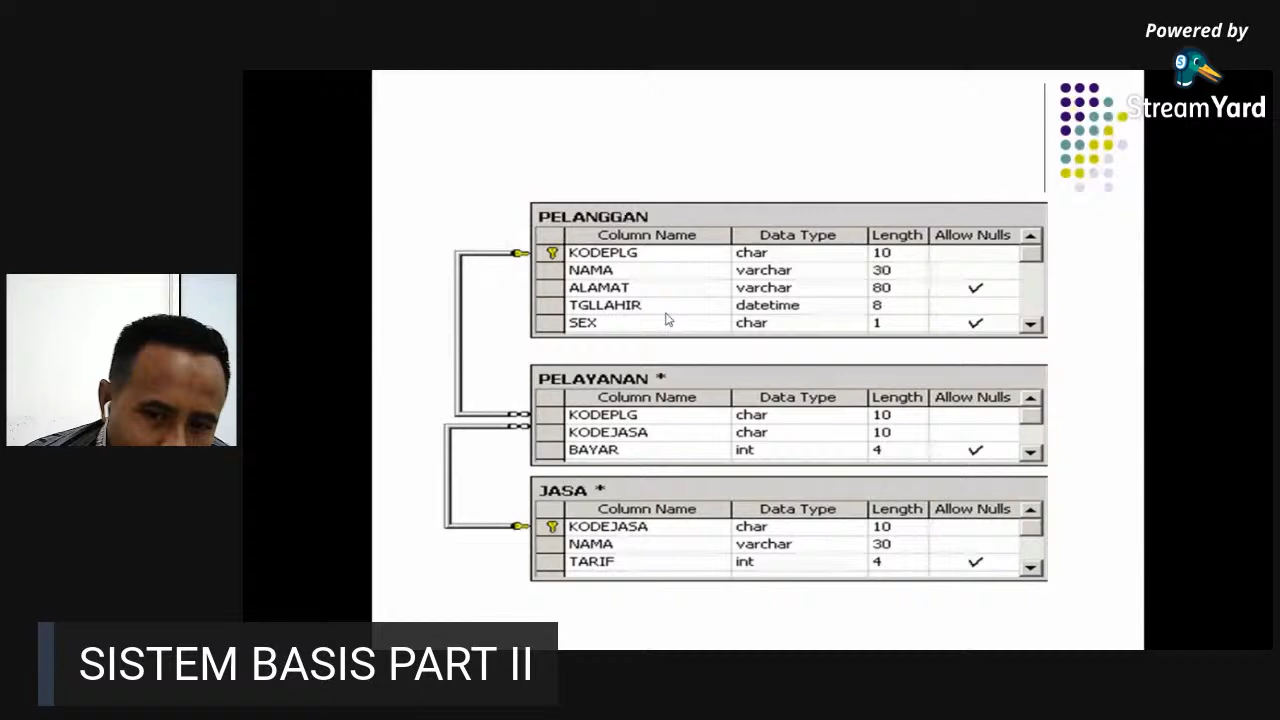 Powered by
StreamYard
PELANGGAN
Column Name Data Type Length Allow Nulls
KODEPLG char 10
NAMA varchar 30
ALAMAT varchar 80
TGLLAHIR datetime 8
SEX char 1
PELAYANAN *
Column Name Data Type Length Allow Nulls
KODEPLG char 10
KODEJASA char 10
BAYAR int 4
JASA *
Column Name Data Type Length Allow Nulls
KODEJASA char 10
NAMA varchar 30
TARIF int 4
SISTEM BASIS PART II